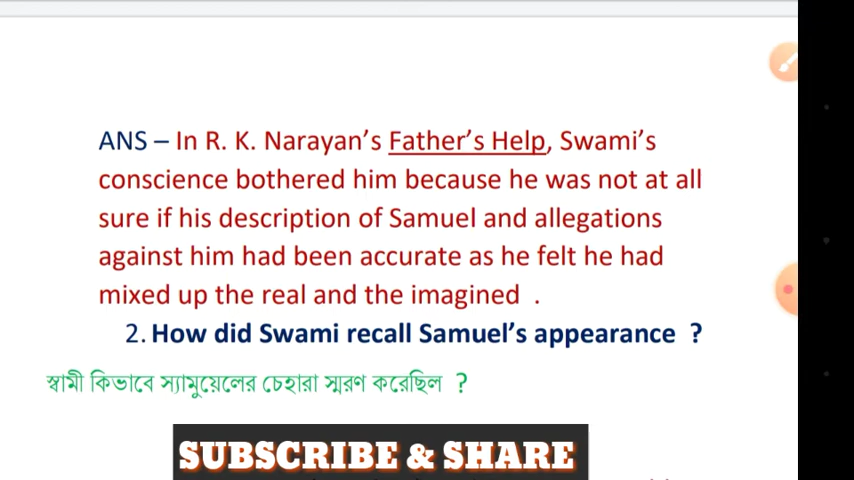 ANS – In R. K. Narayan's Father's Help, Swami's
conscience bothered him because he was not at all
sure if his description of Samuel and allegations
against him had been accurate as he felt he had
mixed up the real and the imagined .
2. How did Swami recall Samuel's appearance ?
স্বামী কিভাবে স্যামুয়েলের চেহারা স্মরণ করেছিল ?
SUBSCRIBE & SHARE